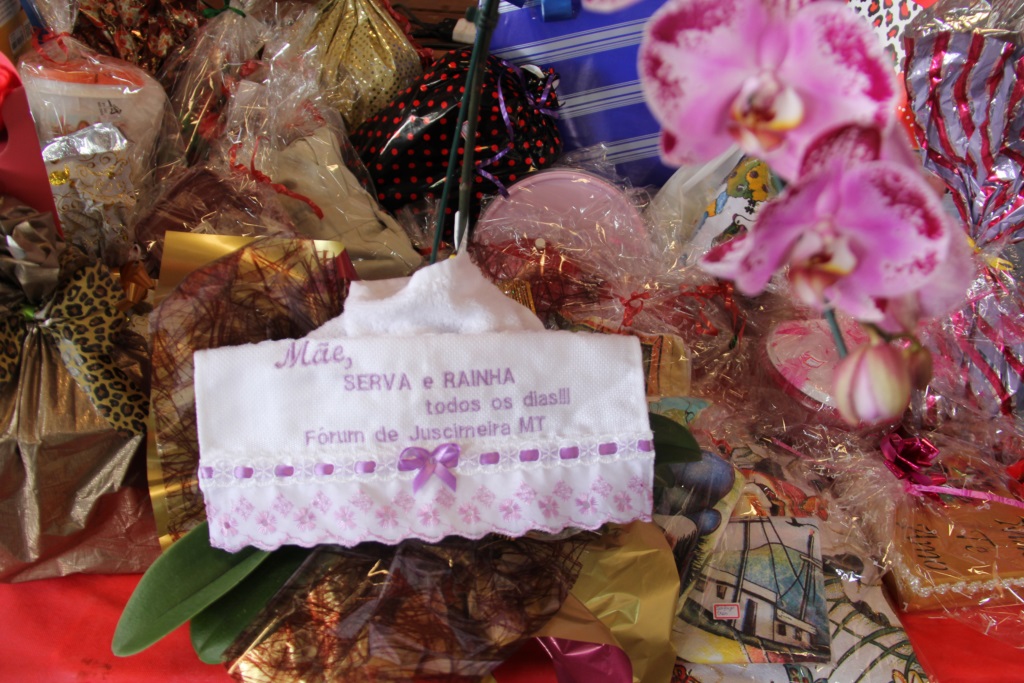 Mãe,
SERVA e RAINHA
todos os dias!!!
Fórum de Juscimeira MT